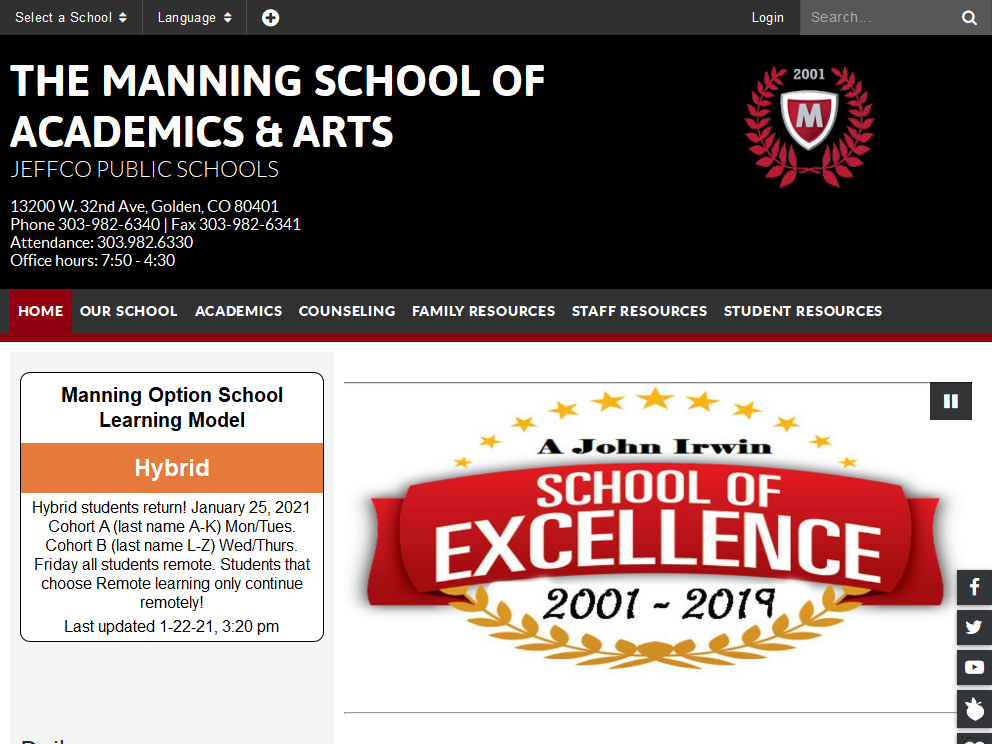 Select a School
Language
Login
Search...
THE MANNING SCHOOL OF
ACADEMICS & ARTS
JEFFCO PUBLIC SCHOOLS
13200 W. 32nd Ave, Golden, CO 80401
Phone 303-982-6340 | Fax 303-982-6341
Attendance: 303.982.6330
Office hours: 7:50 - 4:30
2001
M
HOME OUR SCHOOL ACADEMICS COUNSELING FAMILY RESOURCES STAFF RESOURCES STUDENT RESOURCES
Manning Option School
Learning Model
Hybrid
Hybrid students return! January 25, 2021
Cohort A (last name A-K) Mon/Tues.
Cohort B (last name L-Z) Wed/Thurs.
Friday all students remote. Students that
choose Remote learning only continue
remotely!
Last updated 1-22-21, 3:20 pm
A John Irwin
SCHOOL OF
EXCELLENCE
2001 - 2019